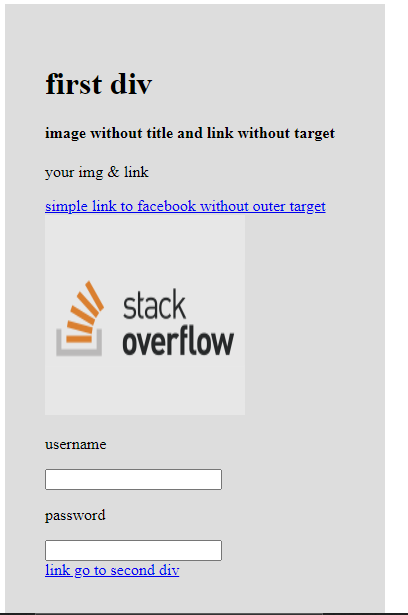 first div
image without title and link without target
your img & link
simple link to facebook without outer target
stack
overflow
username
password
link go to second div